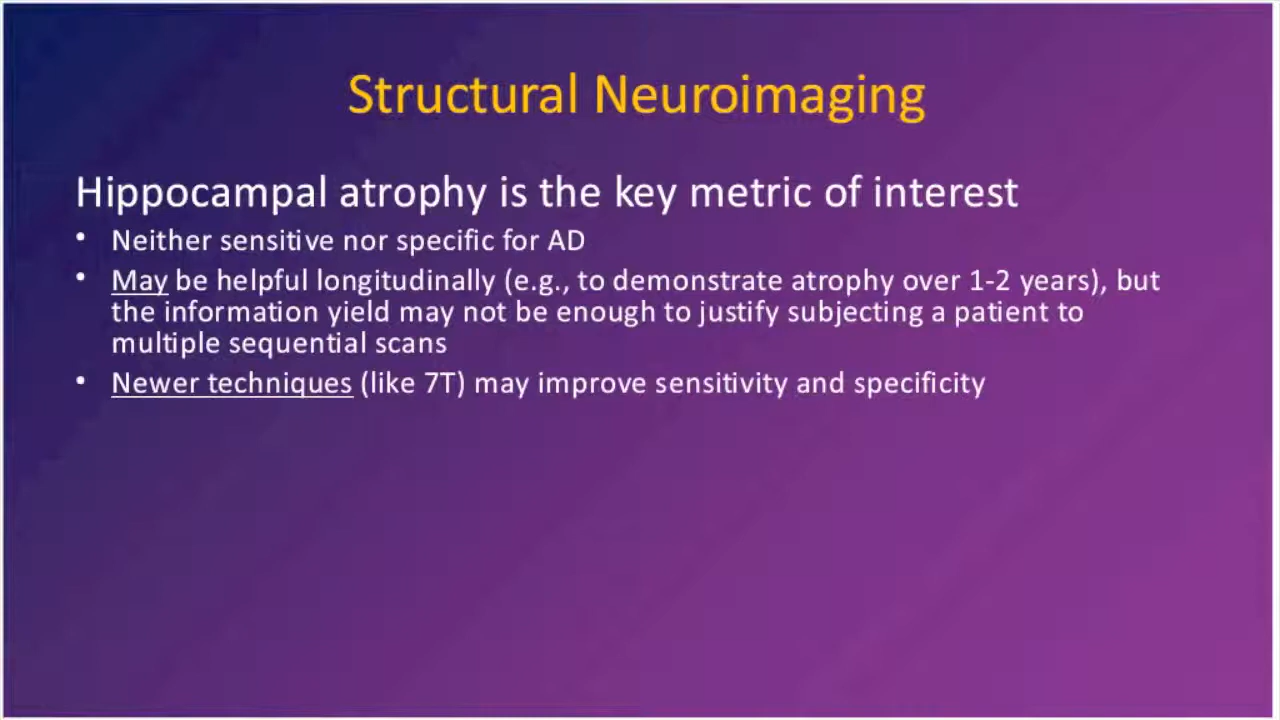 Structural Neuroimaging
Hippocampal atrophy is the key metric of interest
• Neither sensitive nor specific for AD
• May be helpful longitudinally (e.g., to demonstrate atrophy over 1-2 years), but
the information yield may not be enough to justify subjecting a patient to
multiple sequential scans
• Newer techniques (like 7T) may improve sensitivity and specificity